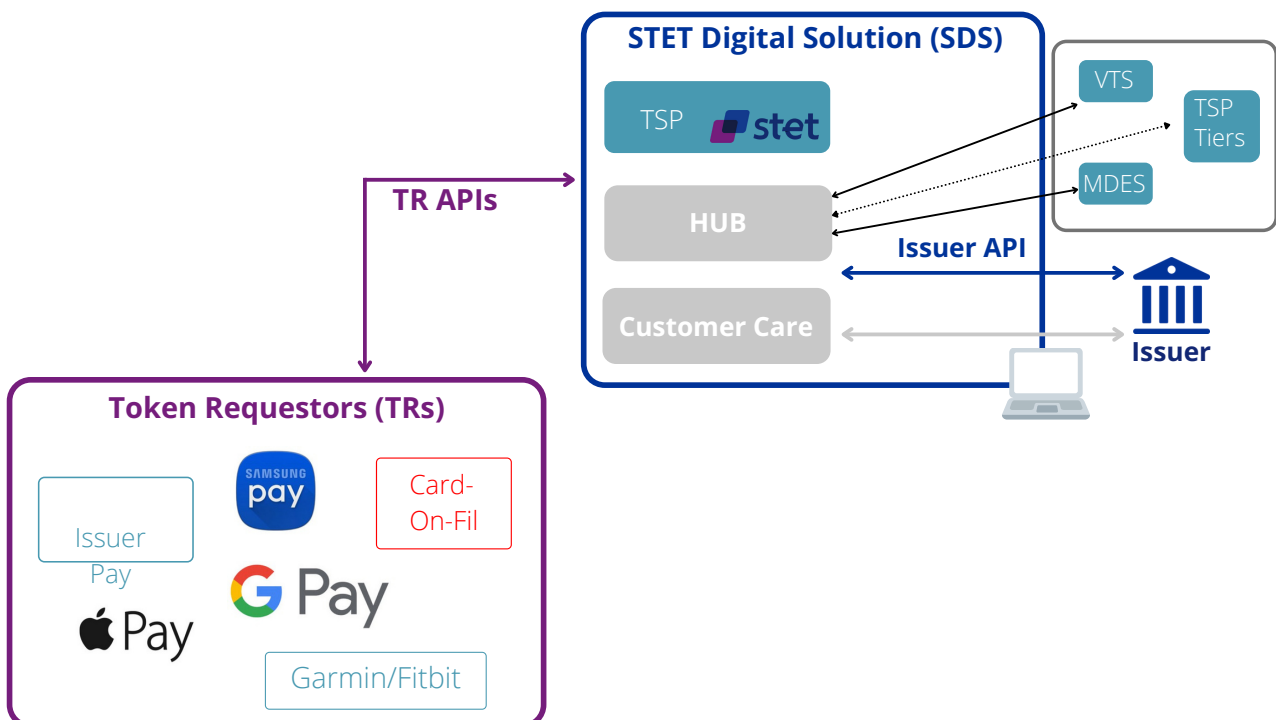 STET Digital Solution (SDS)
TSP
stet
VTS
TSP
Tiers
MDES
HUB
TR APIs
Issuer API
Customer Care
Issuer
Token Requestors (TRs)
SAMSUNG
pay
Card-
On-Fil
Issuer
Pay
G Pay
Pay
Garmin/Fitbit